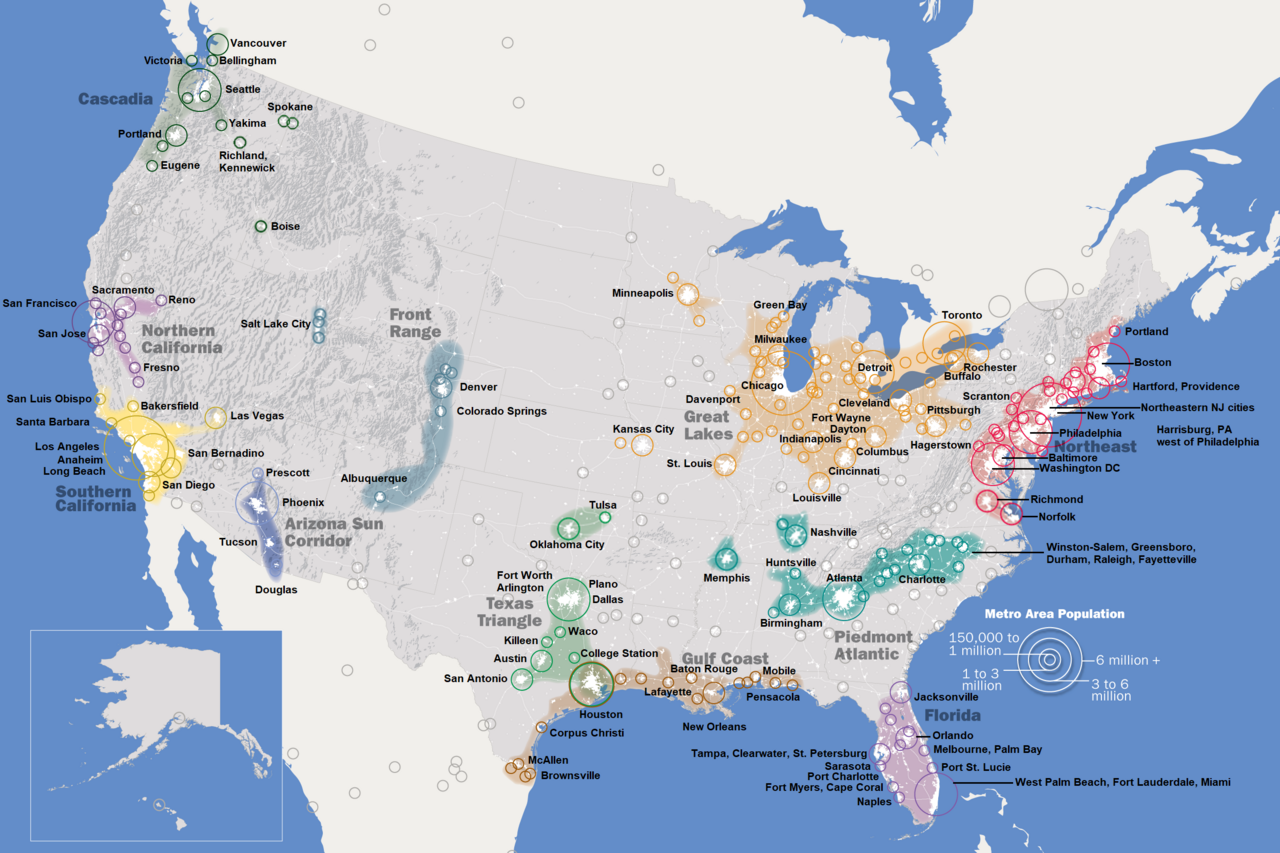 Vancouver
Victoria
Bellingham
Seattle
Cascadia
Spokane
Portland
Yakima
Richland,
Kennewick
Eugene
Boise
Sacramento
San Francisco
Reno
San Jose
Northern
California
Fresno
Salt Lake City
Front
Range
Denver
Colorado Springs
Albuquerque
San Luis Obispo
Bakersfield
Las Vegas
Santa Barbara
Los Angeles
Anaheim
Long Beach
San Bernadino
San Diego
Southern
California
Prescott
Phoenix
Arizona Sun
Corridor
Tucson
Douglas
Minneapolis
Green Bay
Milwaukee
Toronto
Chicago
Detroit
Rochester
Buffalo
Davenport
Cleveland
Great
Lakes
Fort Wayne
Dayton
Pittsburgh
Kansas City
Indianapolis
Columbus
St. Louis
Cincinnati
Louisville
Portland
Boston
Hartford, Providence
Scranton
Northeastern NJ cities
New York
Philadelphia
Harrisburg, PA
west of Philadelphia
Hagerstown
Northeast
Baltimore
Washington DC
Richmond
Norfolk
Tulsa
Oklahoma City
Nashville
Memphis
Huntsville
Atlanta
Charlotte
Winston-Salem, Greensboro,
Durham, Raleigh, Fayetteville
Birmingham
Piedmont
Atlantic
Fort Worth
Arlington
Plano
Dallas
Texas
Triangle
Waco
Killeen
College Station
Austin
San Antonio
Houston
Gulf Coast
Baton Rouge
Mobile
Lafayette
Pensacola
New Orleans
Corpus Christi
McAllen
Brownsville
Metro Area Population
150,000 to
1 million
6 million +
1 to 3
million
3 to 6
million
Jacksonville
Florida
Orlando
Melbourne, Palm Bay
Tampa, Clearwater, St. Petersburg
Sarasota
Port St. Lucie
Port Charlotte
Fort Myers, Cape Coral
West Palm Beach, Fort Lauderdale, Miami
Naples